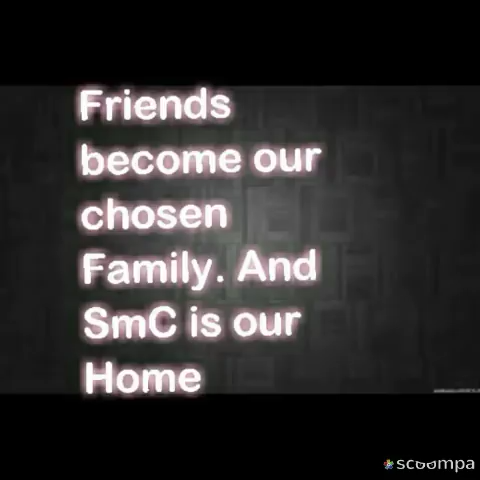 Friends
become our
chosen
Family. And
SmC is our
Home
scoompa